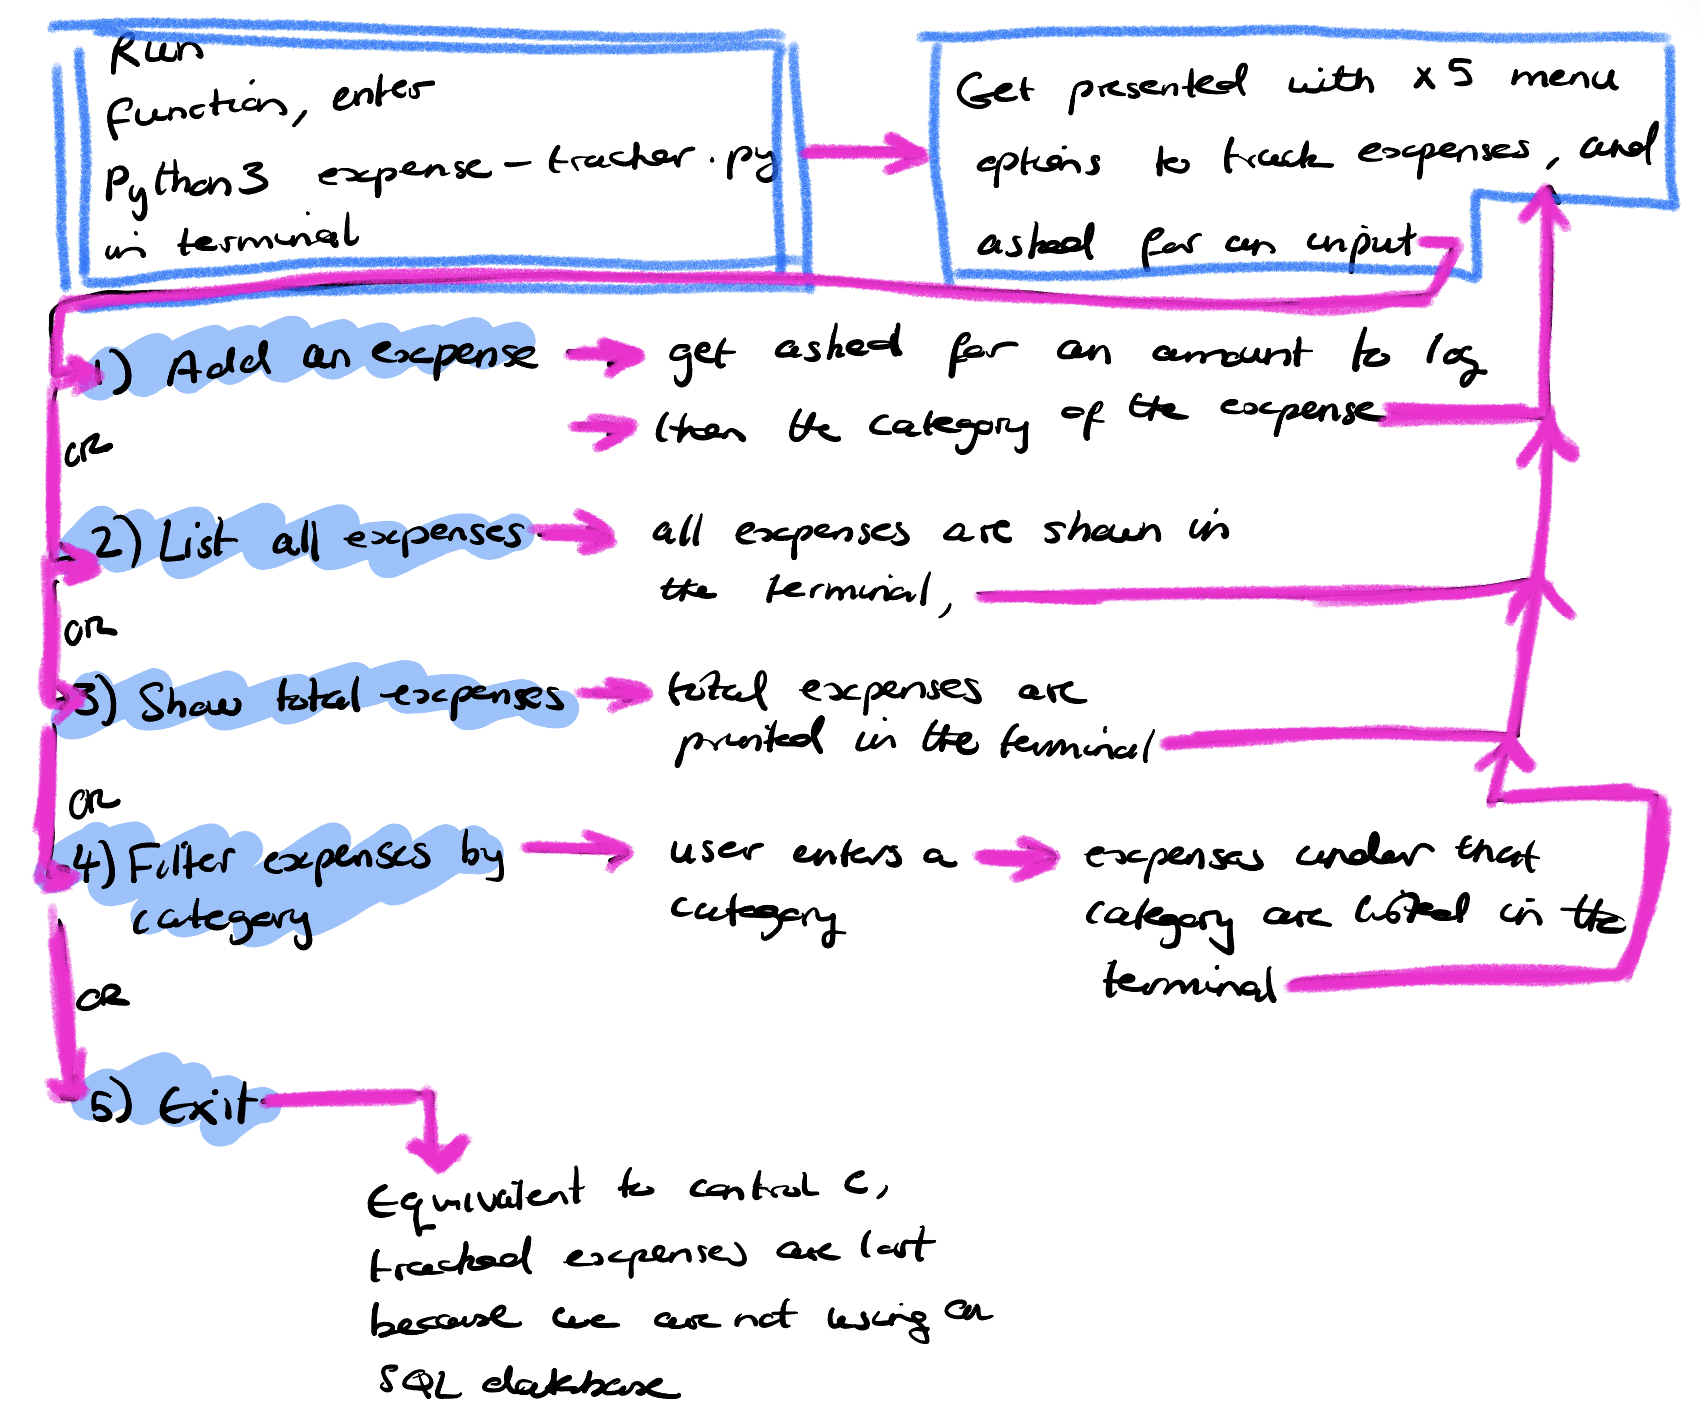 Run
function, enter
Python3 expense-tracker.py
in terminal
Get presented with x5 menu
options to track expenses, and
asked for an input
1) Add an expense
get asked for an amount to log
then the category of the expense
OR
2) List all expenses
all expenses are shown in
the terminal,
OR
3) Show total expenses
total expenses are
printed in the terminal
OR
4) Filter expenses by
category
user enters a
category
expenses under that
category are listed in the
terminal
OR
5) Exit
Equivalent to control C,
tracked expenses are lost
because we are not using an
SQL database